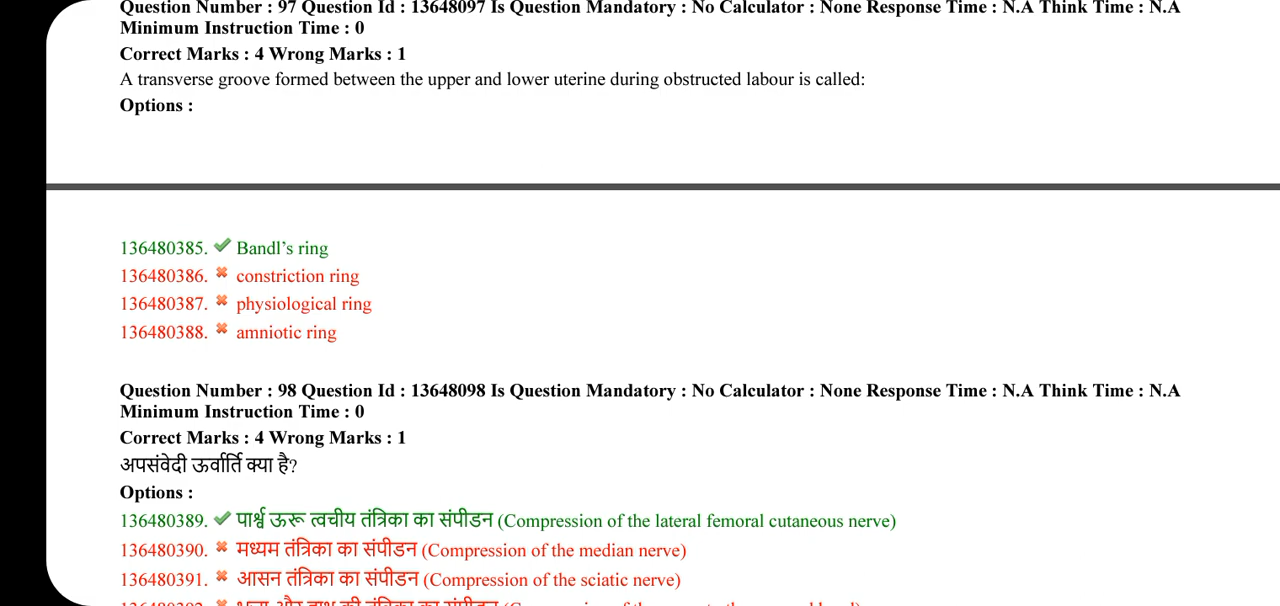 Question Number : 97 Question Id : 13648097 Is Question Mandatory : No Calculator : None Response Time : N.A Think Time : N.A
Minimum Instruction Time : 0
Correct Marks : 4 Wrong Marks : 1
A transverse groove formed between the upper and lower uterine during obstructed labour is called:
Options :
136480385. Bandl’s ring
136480386. constriction ring
136480387. physiological ring
136480388. amniotic ring
Question Number : 98 Question Id : 13648098 Is Question Mandatory : No Calculator : None Response Time : N.A Think Time : N.A
Minimum Instruction Time : 0
Correct Marks : 4 Wrong Marks : 1
अपसंवेदी ऊर्वार्ति क्या है?
Options :
136480389. पार्श्व ऊरू त्वचीय तंत्रिका का संपीडन (Compression of the lateral femoral cutaneous nerve)
136480390. मध्यम तंत्रिका का संपीडन (Compression of the median nerve)
136480391. आसन तंत्रिका का संपीडन (Compression of the sciatic nerve)